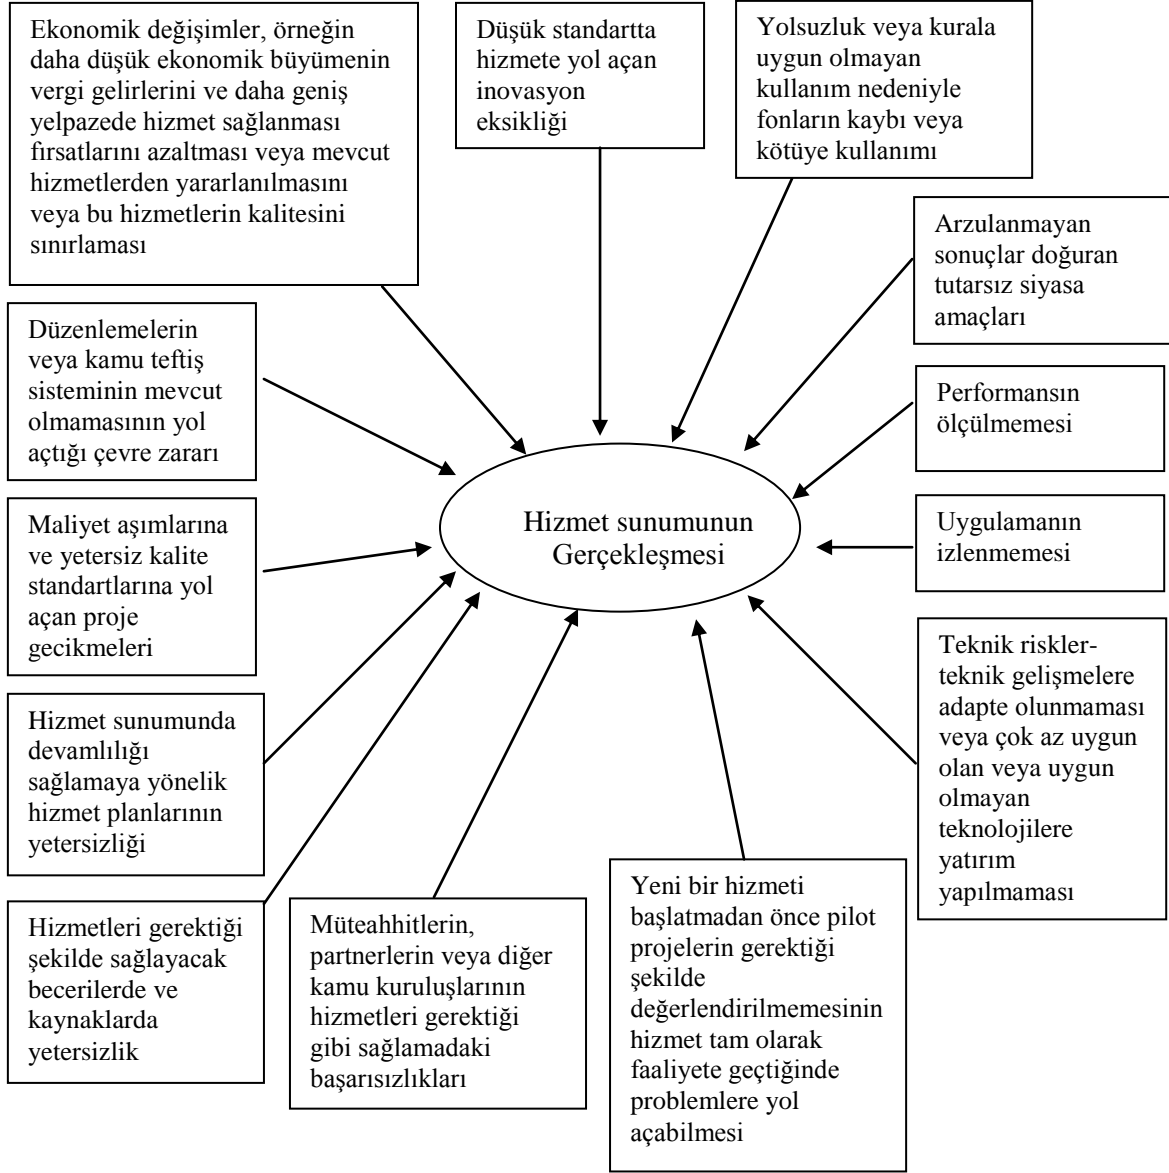 Ekonomik değişimler, örneğin
daha düşük ekonomik büyümenin
vergi gelirlerini ve daha geniş
yelpazede hizmet sağlanması
fırsatlarını azaltması veya mevcut
hizmetlerden yararlanılmasını
veya bu hizmetlerin kalitesini
sınırlaması
Düşük standartta
hizmete yol açan
inovasyon
eksikliği
Yolsuzluk veya kurala
uygun olmayan
kullanım nedeniyle
fonların kaybı veya
kötüye kullanımı
Arzulanmayan
sonuçlar doğuran
tutarsız siyasa
amaçları
Düzenlemelerin
veya kamu teftiş
sisteminin mevcut
olmamasının yol
açtığı çevre zararı
Performansın
ölçülmemesi
Hizmet sunumunun
Gerçekleşmesi
Maliyet aşımlarına
ve yetersiz kalite
standartlarına yol
açan proje
gecikmeleri
Uygulamanın
izlenmemesi
Hizmet sunumunda
devamlılığı
sağlamaya yönelik
hizmet planlarının
yetersizliği
Teknik riskler-
teknik gelişmelere
adapte olunmaması
veya çok az uygun
olan veya uygun
olmayan
teknolojilere
yatırım
yapılmaması
Hizmetleri gerektiği
şekilde sağlayacak
becerilerde ve
kaynaklarda
yetersizlik
Müteahhitlerin,
partnerlerin veya diğer
kamu kuruluşlarının
hizmetleri gerektiği
gibi sağlamadaki
başarısızlıkları
Yeni bir hizmeti
başlatmadan önce pilot
projelerin gerektiği
şekilde
değerlendirilmemesinin
hizmet tam olarak
faaliyete geçtiğinde
problemlere yol
açabilmesi